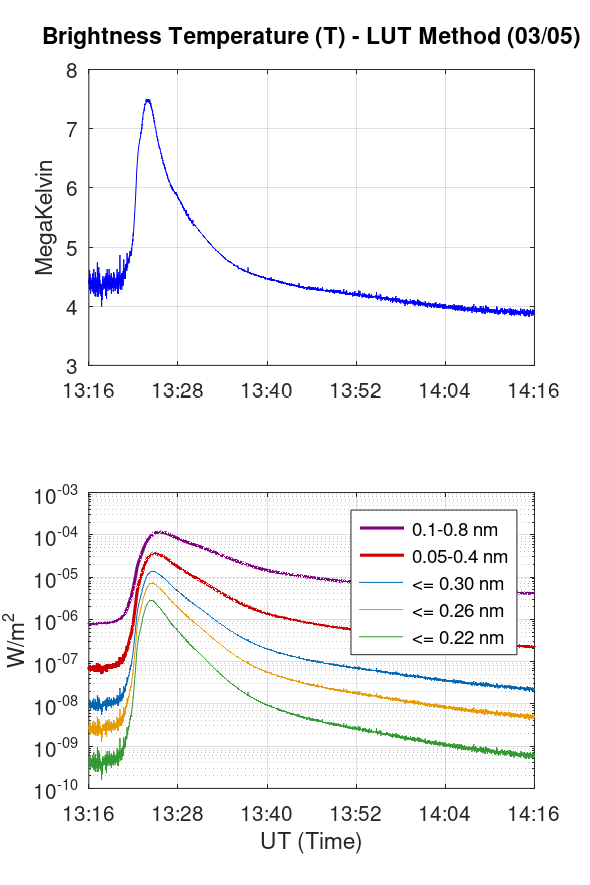 Brightness Temperature (T) - LUT Method (03/05)
8
7
6
5
4
3
MegaKelvin
13:16 13:28 13:40 13:52 14:04 14:16
10^-03
10^-04
10^-05
10^-06
10^-07
10^-08
10^-09
10^-10
W/m^2
0.1-0.8 nm
0.05-0.4 nm
<= 0.30 nm
<= 0.26 nm
<= 0.22 nm
13:16 13:28 13:40 13:52 14:04 14:16
UT (Time)